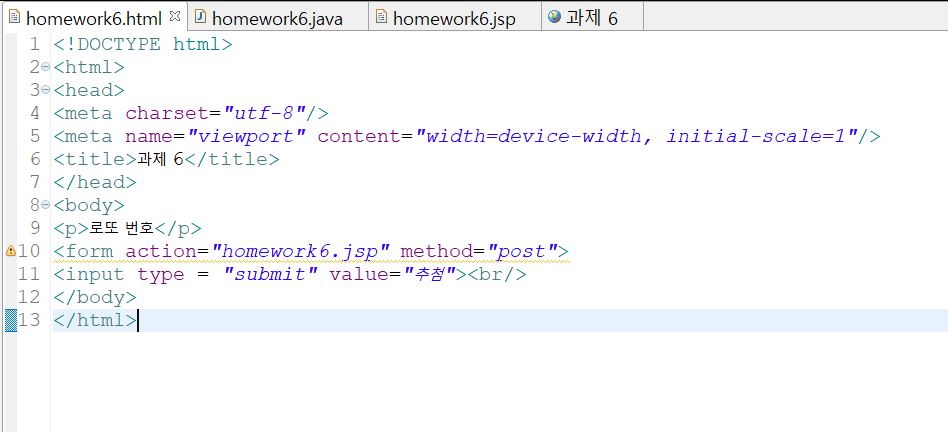 homework6.html homework6.java homework6.jsp 과제 6
1 <!DOCTYPE html>
2 <html>
3 <head>
4 <meta charset="utf-8"/>
5 <meta name="viewport" content="width=device-width, initial-scale=1"/>
6 <title>과제 6</title>
7 </head>
8 <body>
9 <p>로또 번호</p>
10 <form action="homework6.jsp" method="post">
11 <input type = "submit" value="추첨"><br/>
12 </body>
13 </html>